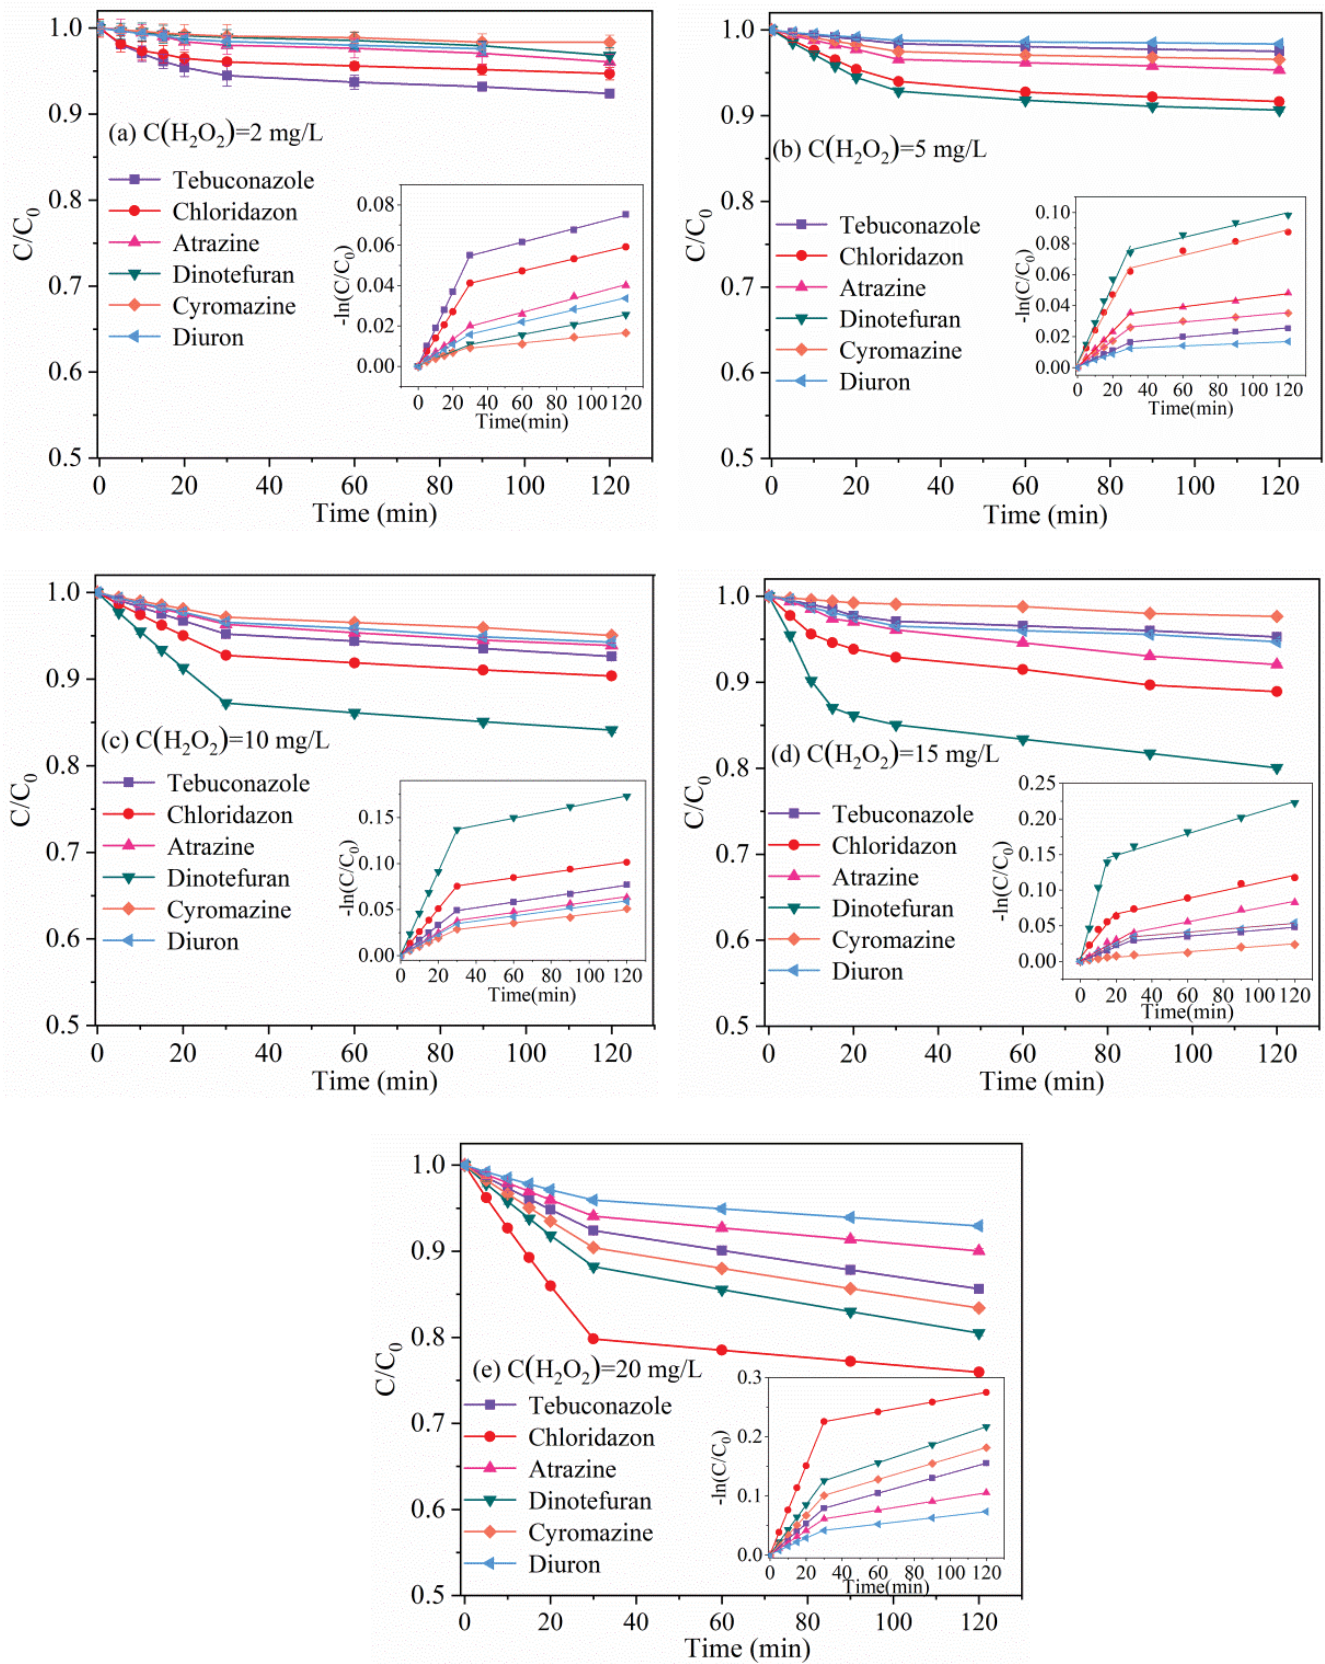 (a) C(H₂O₂)=2 mg/L
Tebuconazole
Chloridazon
Atrazine
Dinotefuran
Cyromazine
Diuron
C/C₀
1.0
0.9
0.8
0.7
0.6
0.5
0 20 40 60 80 100 120
Time (min)
-ln(C/C₀)
0.08
0.06
0.04
0.02
0.00
0 20 40 60 80 100 120
Time(min)
(b) C(H₂O₂)=5 mg/L
Tebuconazole
Chloridazon
Atrazine
Dinotefuran
Cyromazine
Diuron
C/C₀
1.0
0.9
0.8
0.7
0.6
0.5
0 20 40 60 80 100 120
Time (min)
-ln(C/C₀)
0.10
0.08
0.06
0.04
0.02
0.00
0 20 40 60 80 100 120
Time(min)
(c) C(H₂O₂)=10 mg/L
Tebuconazole
Chloridazon
Atrazine
Dinotefuran
Cyromazine
Diuron
C/C₀
1.0
0.9
0.8
0.7
0.6
0.5
0 20 40 60 80 100 120
Time (min)
-ln(C/C₀)
0.15
0.10
0.05
0.00
0 20 40 60 80 100 120
Time(min)
(d) C(H₂O₂)=15 mg/L
Tebuconazole
Chloridazon
Atrazine
Dinotefuran
Cyromazine
Diuron
C/C₀
1.0
0.9
0.8
0.7
0.6
0.5
0 20 40 60 80 100 120
Time (min)
-ln(C/C₀)
0.25
0.20
0.15
0.10
0.05
0.00
0 20 40 60 80 100 120
Time(min)
(e) C(H₂O₂)=20 mg/L
Tebuconazole
Chloridazon
Atrazine
Dinotefuran
Cyromazine
Diuron
C/C₀
1.0
0.9
0.8
0.7
0.6
0.5
0 20 40 60 80 100 120
Time (min)
-ln(C/C₀)
0.3
0.2
0.1
0.0
0 20 40 60 80 100 120
Time(min)